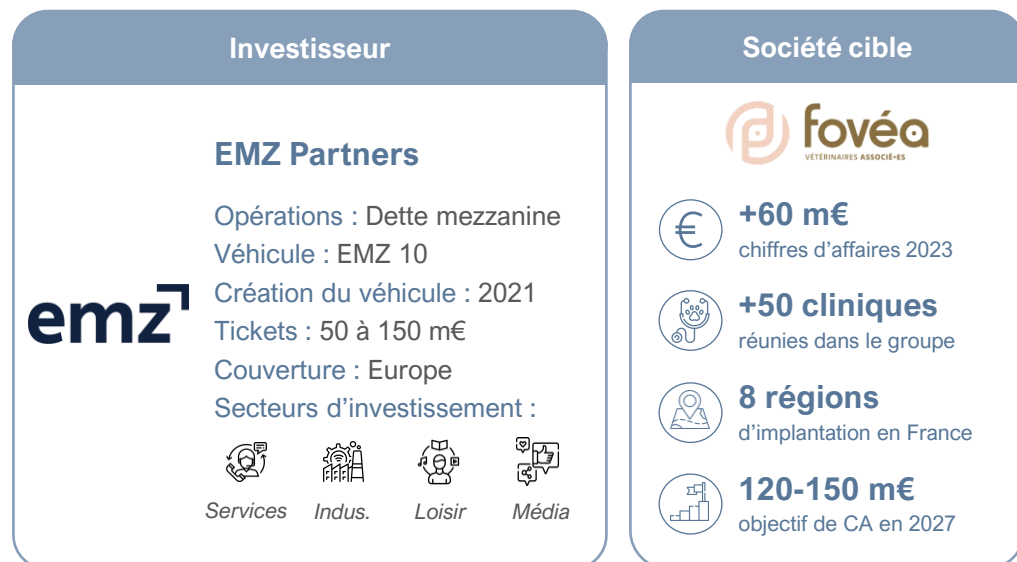 Investisseur
emz
EMZ Partners
Opérations : Dette mezzanine
Véhicule : EMZ 10
Création du véhicule : 2021
Tickets : 50 à 150 m€
Couverture : Europe
Secteurs d'investissement :
Services Indus. Loisir Média
Société cible
fovéa
VÉTÉRINAIRES ASSOCIÉ•ES
€
+60 m€
chiffres d'affaires 2023
+50 cliniques
réunies dans le groupe
8 régions
d'implantation en France
120-150 m€
objectif de CA en 2027